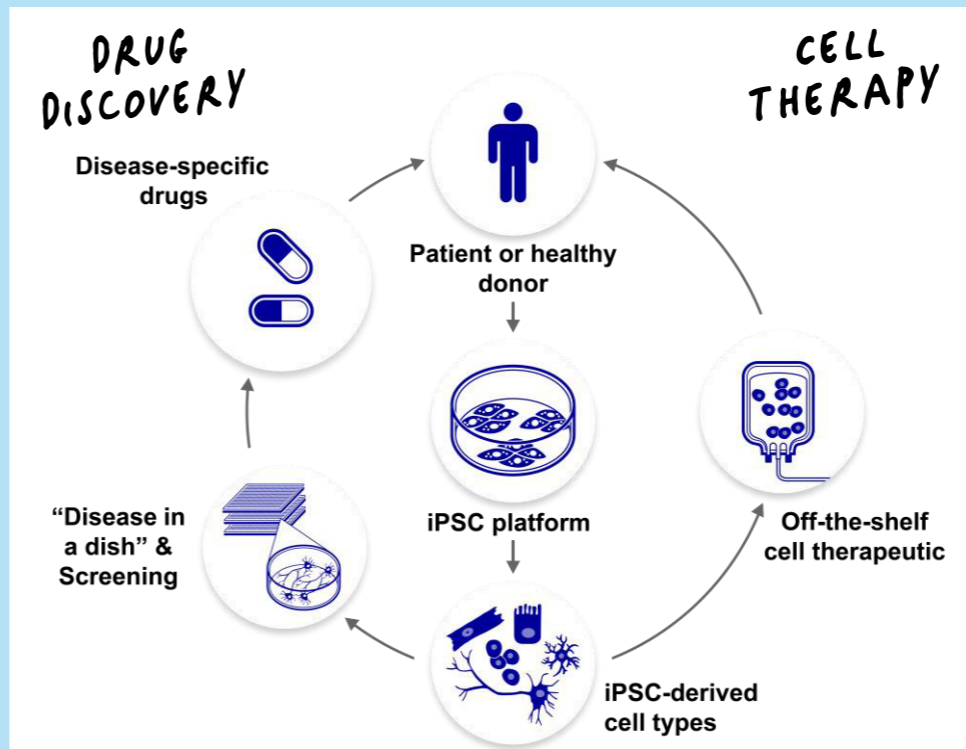 DRUG
DISCOVERY
CELL
THERAPY
Disease-specific
drugs
Patient or healthy
donor
iPSC platform
“Disease in
a dish” &
Screening
Off-the-shelf
cell therapeutic
iPSC-derived
cell types